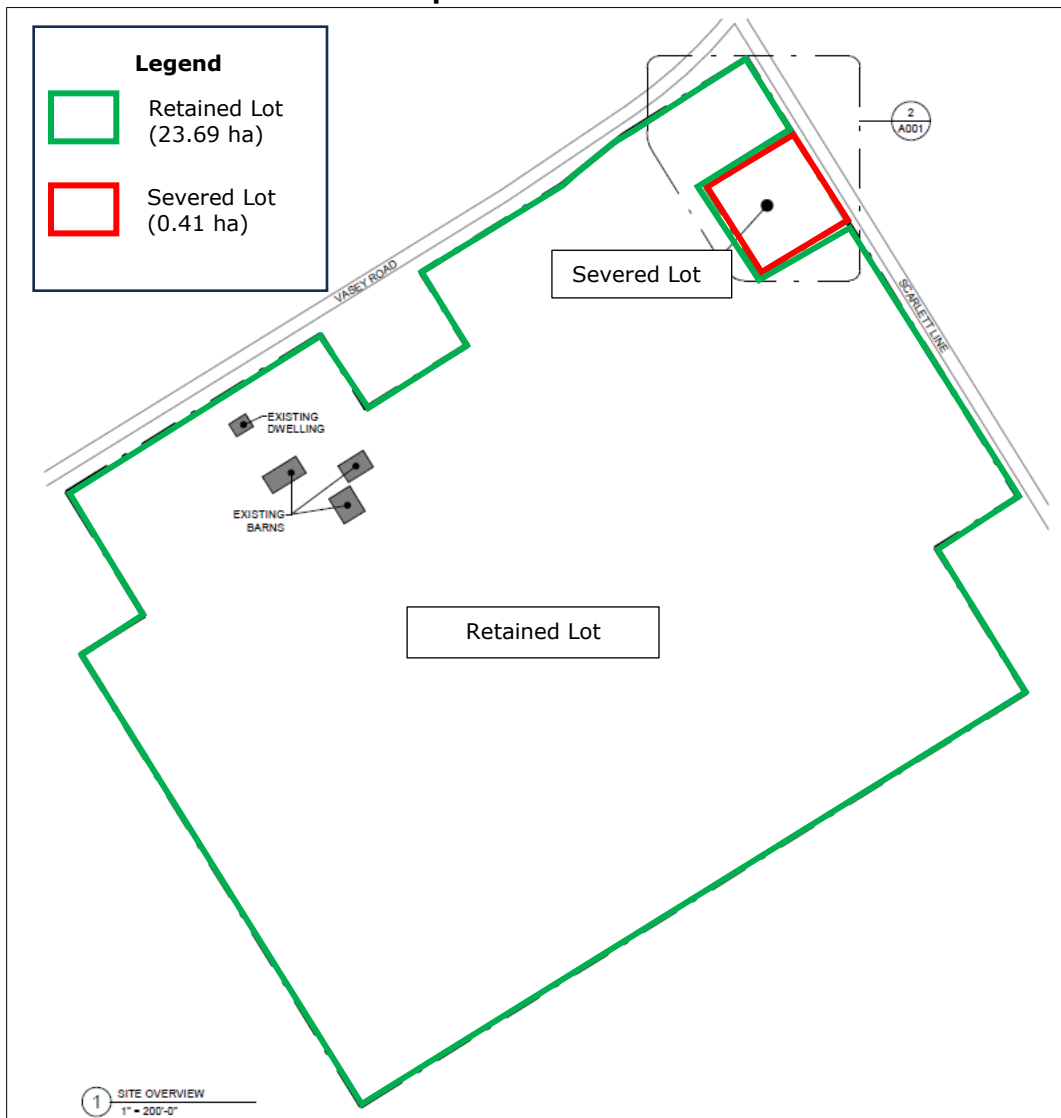 Legend
Retained Lot
(23.69 ha)
Severed Lot
(0.41 ha)
2
A001
Severed Lot
VASEY ROAD
SCARLETT LINE
EXISTING
DWELLING
EXISTING
BARNS
Retained Lot
1
SITE OVERVIEW
1" = 200'-0"